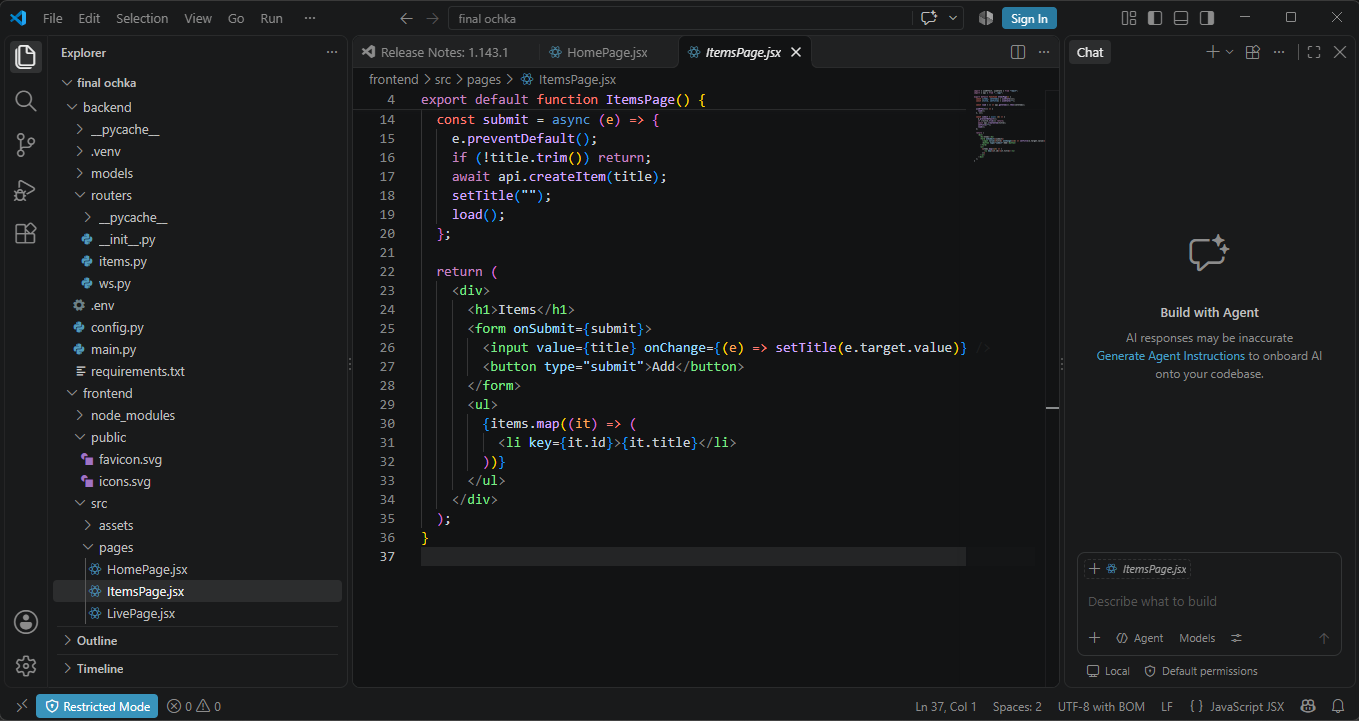 File Edit Selection View Go Run ··· final ochka Sign In
Explorer ···
final ochka
backend
__pycache__
.venv
models
routers
__pycache__
__init__.py
items.py
ws.py
.env
config.py
main.py
requirements.txt
frontend
node_modules
public
favicon.svg
icons.svg
src
assets
pages
HomePage.jsx
ItemsPage.jsx
LivePage.jsx
Outline
Timeline
Release Notes: 1.143.1 HomePage.jsx ItemsPage.jsx
frontend > src > pages > ItemsPage.jsx
4 export default function ItemsPage() {
14 const submit = async (e) => {
15 e.preventDefault();
16 if (!title.trim()) return;
17 await api.createItem(title);
18 setTitle("");
19 load();
20 };
21
22 return (
23 <div>
24 <h1>Items</h1>
25 <form onSubmit={submit}>
26 <input value={title} onChange={(e) => setTitle(e.target.value)} />
27 <button type="submit">Add</button>
28 </form>
29 <ul>
30 {items.map((it) => (
31 <li key={it.id}>{it.title}</li>
32 ))}
33 </ul>
34 </div>
35 );
36 }
37
Chat
Build with Agent
AI responses may be inaccurate
Generate Agent Instructions to onboard AI
onto your codebase.
ItemsPage.jsx
Describe what to build
Agent Models
Local Default permissions
Restricted Mode 0 0 Ln 37, Col 1 Spaces: 2 UTF-8 with BOM LF { } JavaScript JSX